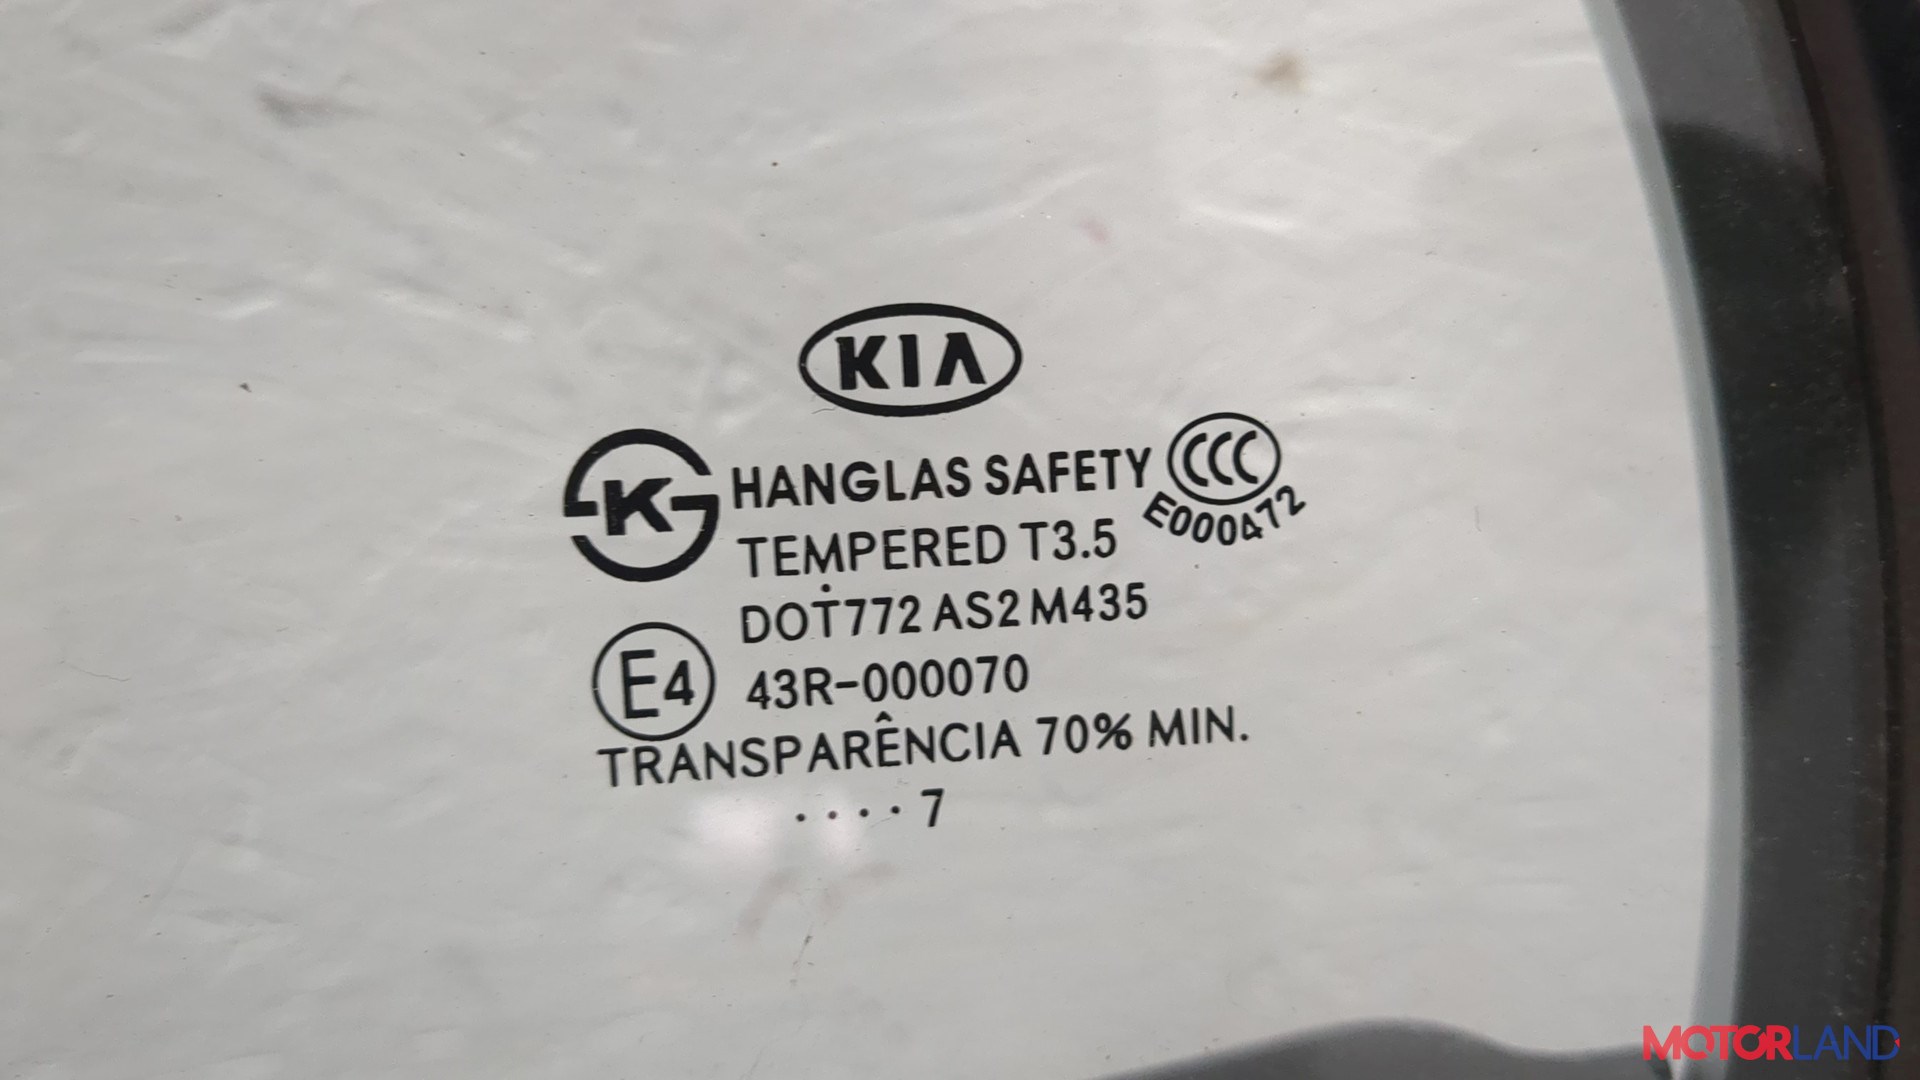 KIA
K HANGLAS SAFETY CCC
E000472
TEMPERED T3.5
DOT772 AS2 M435
E4 43R-000070
TRANSPARÊNCIA 70% MIN.
. . . . 7
MOTORLAND